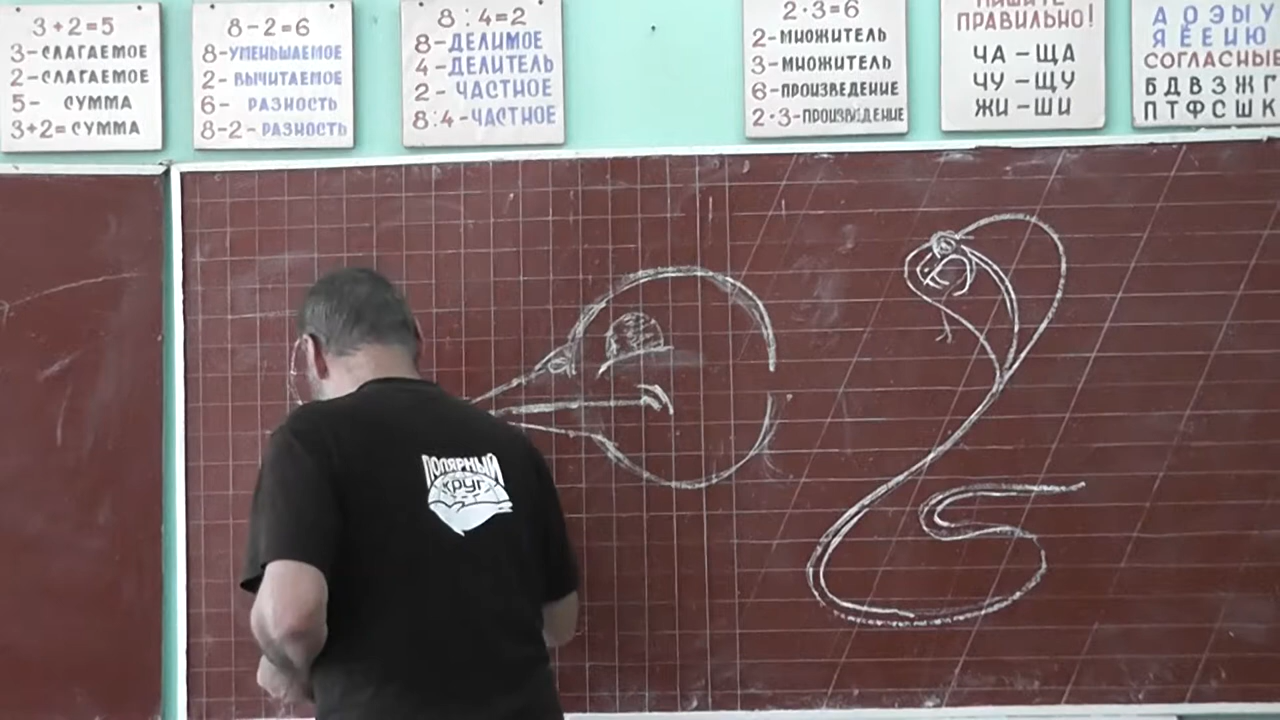 3+2=5
3-СЛАГАЕМОЕ
2-СЛАГАЕМОЕ
5- СУММА
3+2=СУММА
8-2=6
8-УМЕНЬШАЕМОЕ
2-ВЫЧИТАЕМОЕ
6- РАЗНОСТЬ
8-2-РАЗНОСТЬ
8:4=2
8-ДЕЛИМОЕ
4-ДЕЛИТЕЛЬ
2-ЧАСТНОЕ
8:4-ЧАСТНОЕ
2·3=6
2-МНОЖИТЕЛЬ
3-МНОЖИТЕЛЬ
6-ПРОИЗВЕДЕНИЕ
2·3-ПРОИЗВЕДЕНИЕ
ПИШИТЕ
ПРАВИЛЬНО!
ЧА-ЩА
ЧУ-ЩУ
ЖИ-ШИ
А О Э Ы У
Я Ё Е И Ю
СОГЛАСНЫЕ
Б Д В З Ж Г
П Т Ф С Ш К
ПОЛЯРНЫЙ
КРУГ